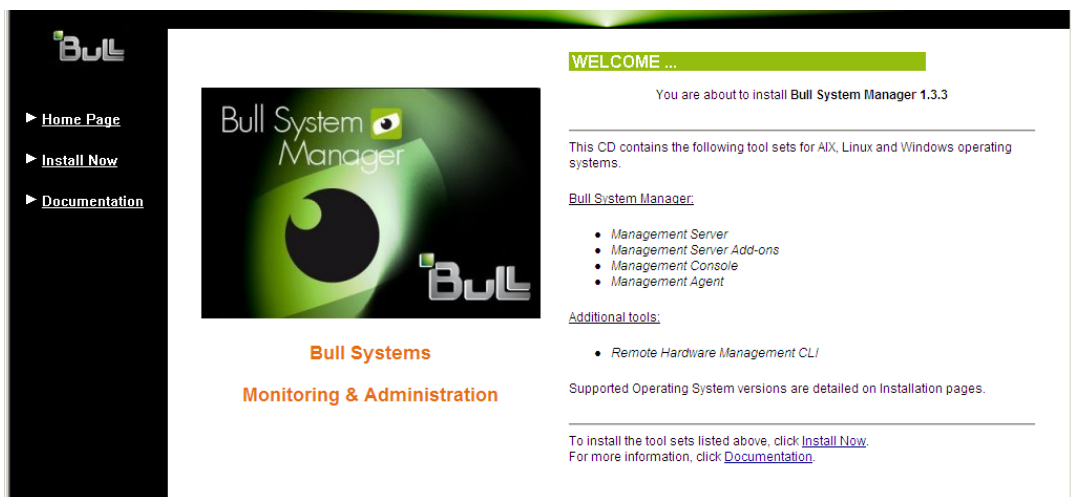 Bull
Home Page
Install Now
Documentation
Bull System
Manager
Bull
Bull Systems
Monitoring & Administration
WELCOME ...
You are about to install Bull System Manager 1.3.3
This CD contains the following tool sets for AIX, Linux and Windows operating
systems.
Bull System Manager:
Management Server
Management Server Add-ons
Management Console
Management Agent
Additional tools:
Remote Hardware Management CLI
Supported Operating System versions are detailed on Installation pages.
To install the tool sets listed above, click Install Now.
For more information, click Documentation.